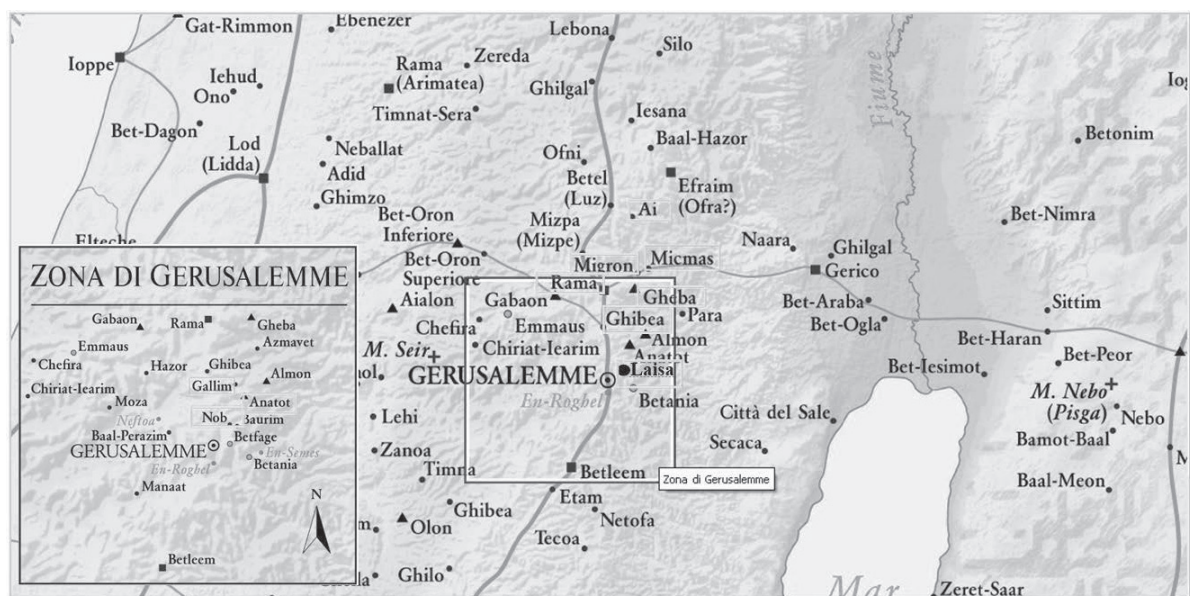 Gat-Rimmon
Ebenezer
Lebona
Silo
Ioppe
Iehud
Ono
Rama
(Arimatea)
Zereda
Ghilgal
Timnat-Sera
Iesana
Bet-Dagon
Lod
(Lidda)
Neballat
Adid
Ghimzo
Ofni
Baal-Hazor
Betel
(Luz)
Efraim
(Ofra?)
Ai
Fiume
Betonim
Bet-Nimra
Elteche
Bet-Oron
Inferiore
Bet-Oron
Superiore
Mizpa
(Mizpe)
Migron
Micmas
Naara
Ghilgal
Gerico
Rama
Gheba
Gabaon
Aialon
Emmaus
Ghibea
Para
Chefira
Chiriat-Iearim
Almon
Anatot
Laisa
M. Seir
GERUSALEMME
En-Roghel
Betania
Bet-Araba
Bet-Ogla
Sittim
Bet-Haran
Bet-Peor
Bet-Iesimot
M. Nebo
(Pisga)
Nebo
Bamot-Baal
Baal-Meon
Città del Sale
Secaca
Lehi
Zanoa
Timna
Betleem
Zona di Gerusalemme
Etam
Netofa
Ghibea
Olon
Tecoa
Ghilo
Mar
Zeret-Saar
ZONA DI GERUSALEMME
Gabaon
Rama
Gheba
Azmavet
Emmaus
Chefira
Hazor
Ghibea
Chiriat-Iearim
Gallim
Almon
Moza
Anatot
Neftoa
Nob
Baurim
Baal-Perazim
Betfage
GERUSALEMME
En-Semes
En-Roghel
Betania
Manaat
N
Betleem